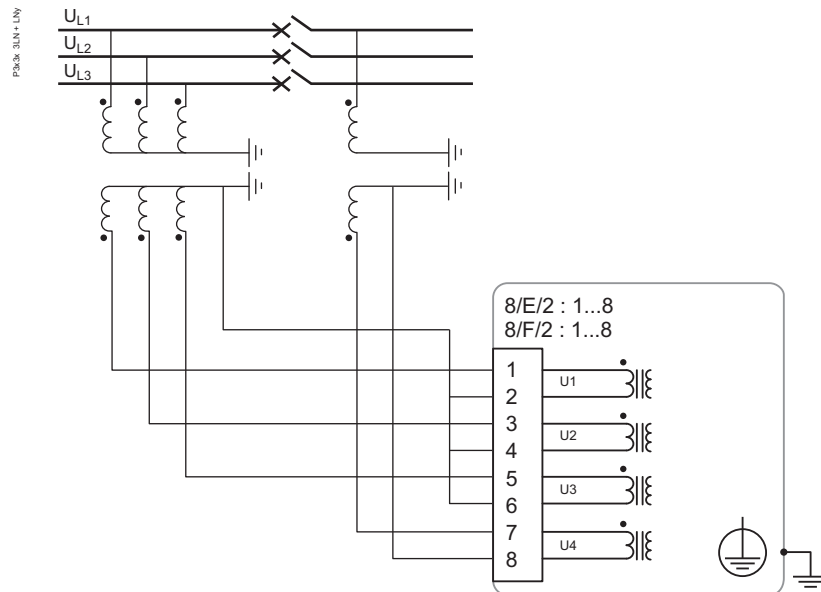 P3x3x 3LN + LNy
UL1
UL2
UL3
8/E/2 : 1...8
8/F/2 : 1...8
1
U1
2
3
U2
4
5
U3
6
7
U4
8